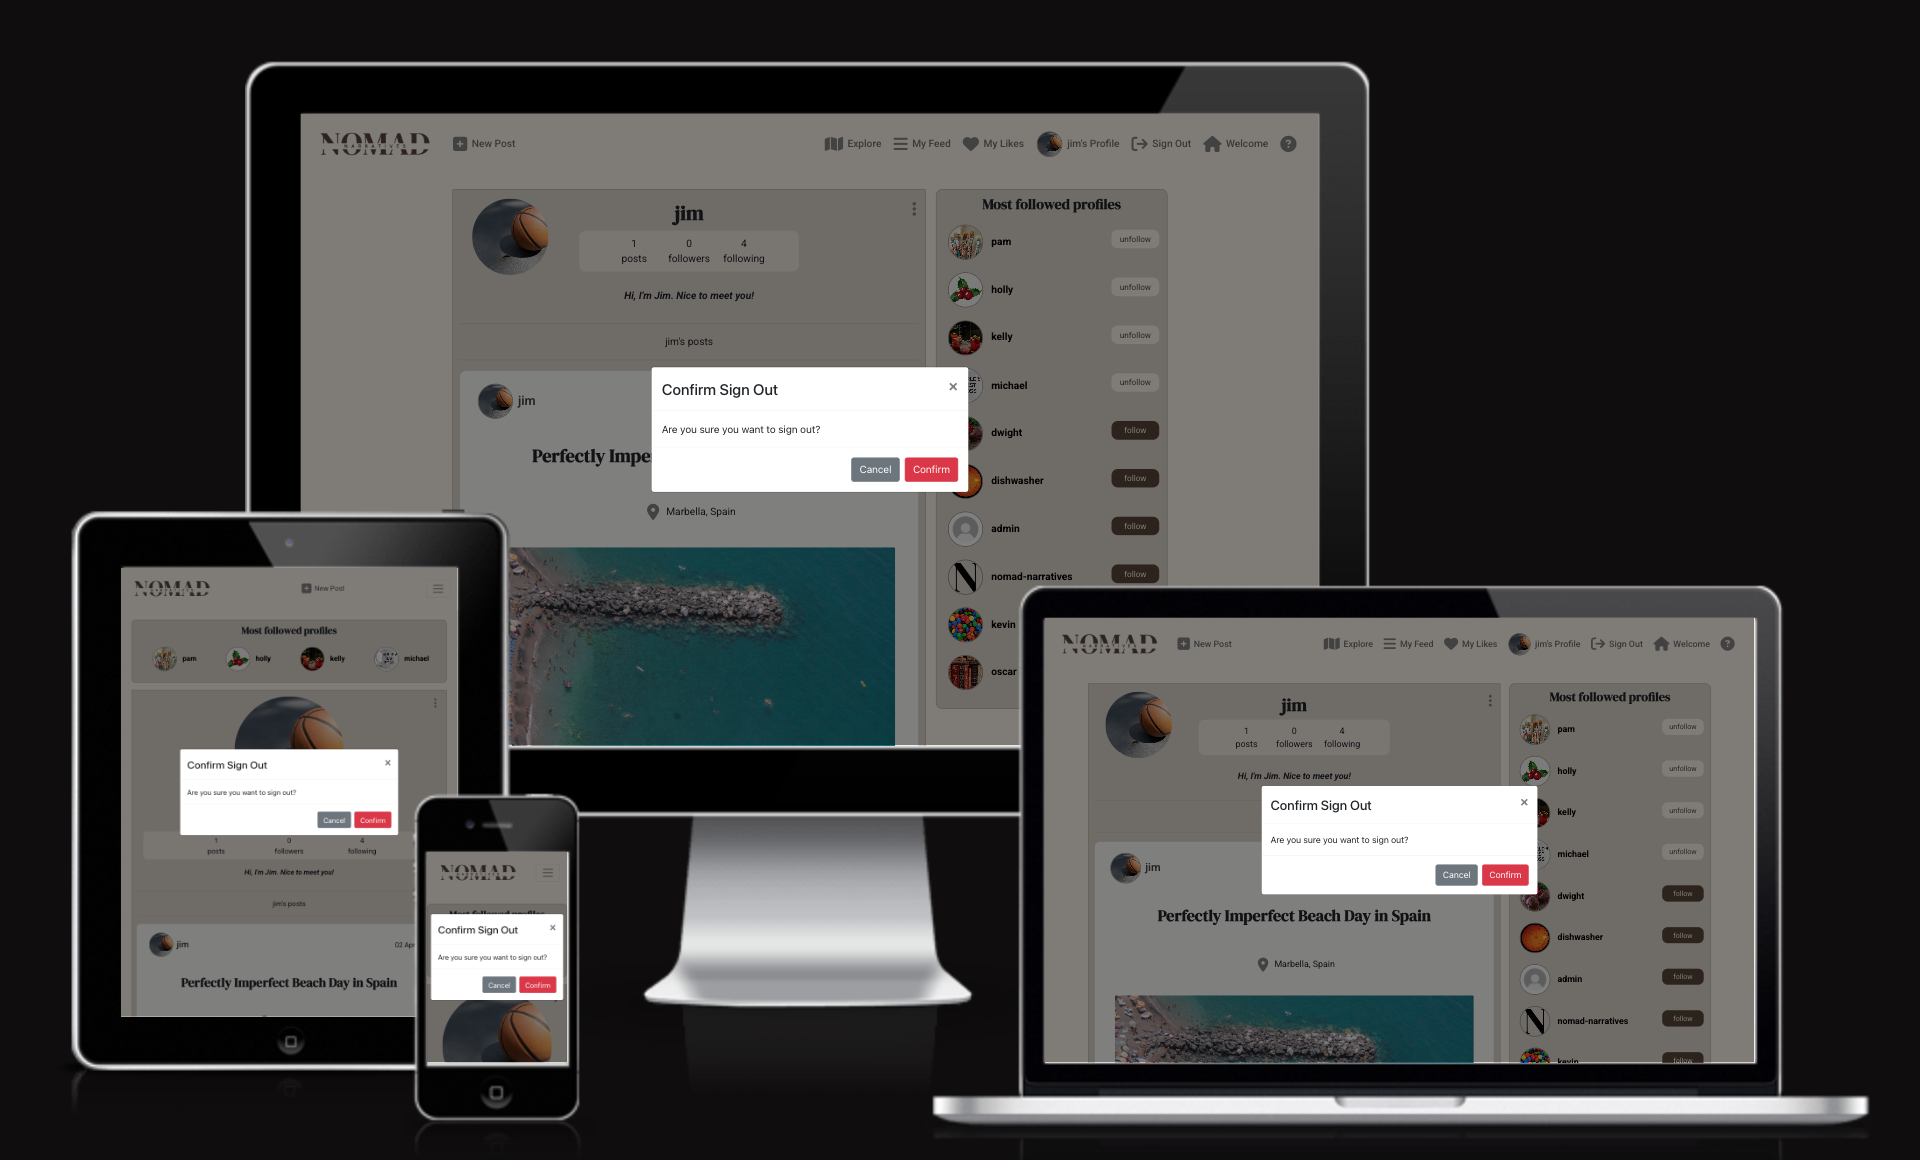 NOMAD
NARRATIVES
New Post
Explore
My Feed
My Likes
jim's Profile
Sign Out
Welcome
?
jim
1 0 4
posts followers following
Hi, I'm Jim. Nice to meet you!
jim's posts
jim
Perfectly Impe
Marbella, Spain
Most followed profiles
pam unfollow
holly unfollow
kelly unfollow
michael unfollow
dwight follow
dishwasher follow
admin follow
N nomad-narratives follow
kevin
oscar
Confirm Sign Out ×
Are you sure you want to sign out?
Cancel Confirm
NOMAD
New Post
Most followed profiles
pam holly kelly michael
Confirm Sign Out ×
Are you sure you want to sign out?
Cancel Confirm
1 0 4
posts followers following
Hi, I'm Jim. Nice to meet you!
jim's posts
jim 02 Apr
Perfectly Imperfect Beach Day in Spain
NOMAD
Most followed profiles
Confirm Sign Out ×
Are you sure you want to sign out?
Cancel Confirm
NOMAD
New Post
Explore
My Feed
My Likes
jim's Profile
Sign Out
Welcome
?
jim
1 0 4
posts followers following
Hi, I'm Jim. Nice to meet you!
jim
Perfectly Imperfect Beach Day in Spain
Marbella, Spain
Most followed profiles
pam unfollow
holly unfollow
kelly unfollow
michael unfollow
dwight follow
dishwasher follow
admin follow
N nomad-narratives follow
kevin follow
Confirm Sign Out ×
Are you sure you want to sign out?
Cancel Confirm